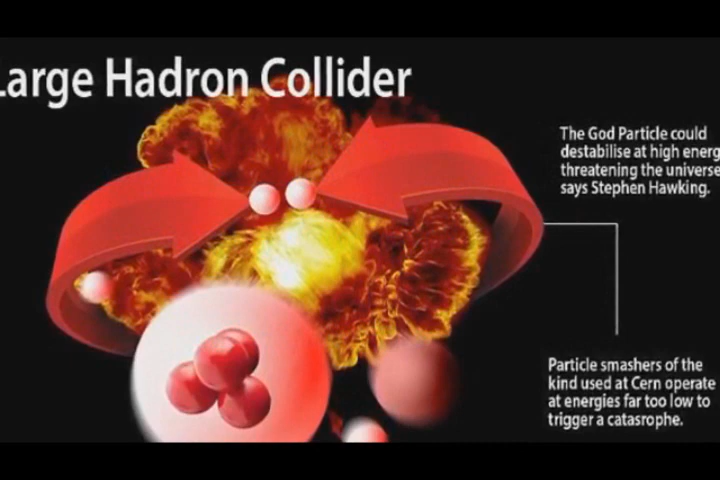 Large Hadron Collider
The God Particle could
destabilise at high energ
threatening the universe
says Stephen Hawking.
Particle smashers of the
kind used at Cern operate
at energies far too low to
trigger a catasrophe.